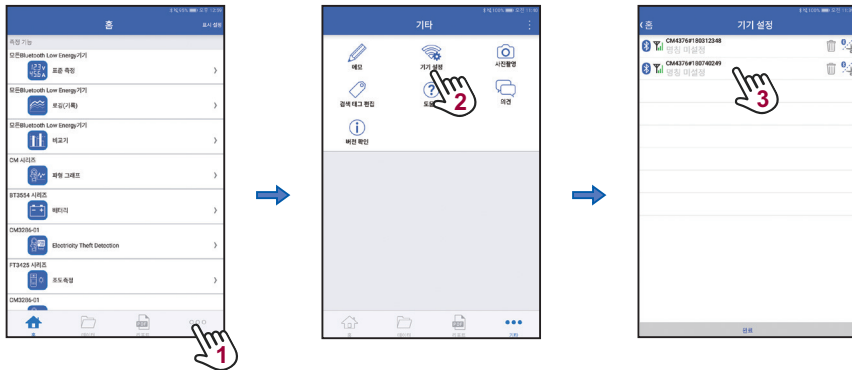 홈
표시 설정
측정 기능
모든Bluetooth Low Energy기기
표준 측정
모든Bluetooth Low Energy기기
로깅(기록)
모든Bluetooth Low Energy기기
비교기
CM 시리즈
파형 그래프
BT3554 시리즈
배터리
CM3286-01
Electricity Theft Detection
FT3425 시리즈
조도측정
CM3286-01
홈
1
기타
메모
기기 설정
사진촬영
검색 태그 편집
의견
버전 확인
기타
2
홈
기기 설정
CM4376#180312348
명칭 미설정
CM4376#180740249
명칭 미설정
3
완료